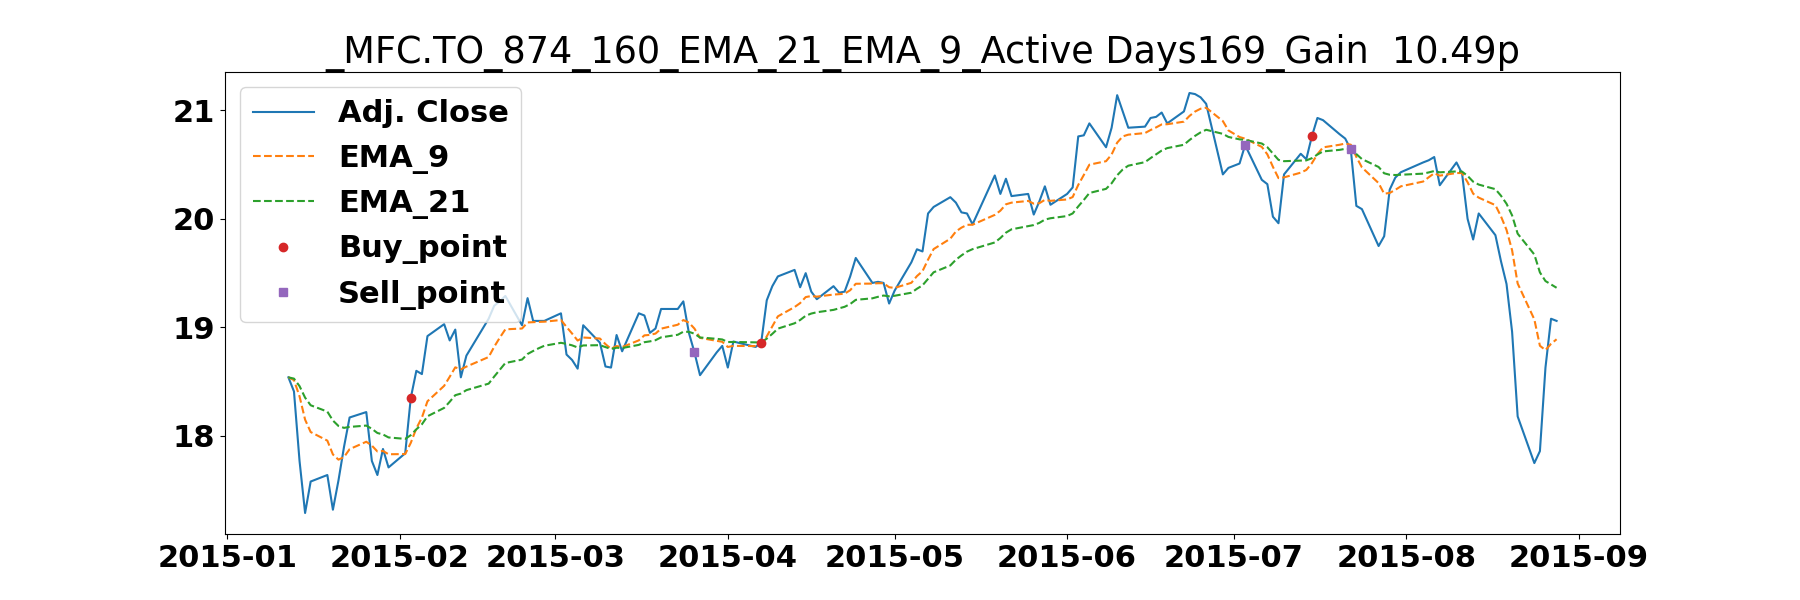 _MFC.TO_874_160_EMA_21_EMA_9_Active Days169_Gain  10.49p
Adj. Close
EMA_9
EMA_21
Buy_point
Sell_point
21
20
19
18
2015-01 2015-02 2015-03 2015-04 2015-05 2015-06 2015-07 2015-08 2015-09